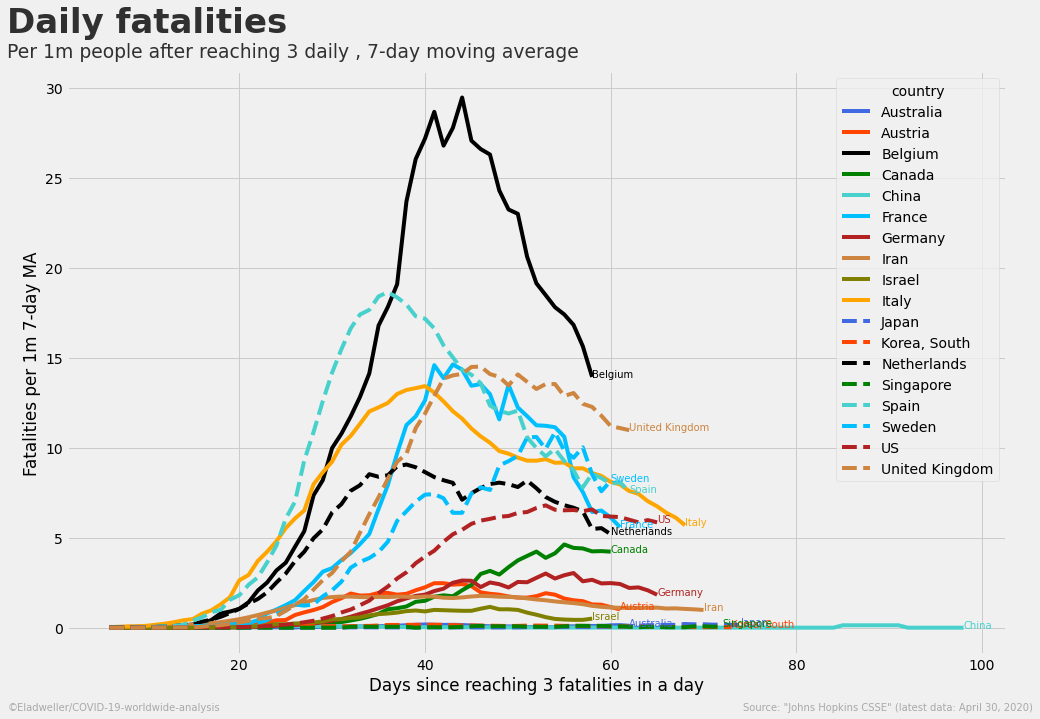 Daily fatalities
Per 1m people after reaching 3 daily , 7-day moving average
Fatalities per 1m 7-day MA
30
25
20
15
10
5
0
20
40
60
80
100
Days since reaching 3 fatalities in a day
country
Australia
Austria
Belgium
Canada
China
France
Germany
Iran
Israel
Italy
Japan
Korea, South
Netherlands
Singapore
Spain
Sweden
US
United Kingdom
Belgium
United Kingdom
Sweden
Spain
US
France
Italy
Netherlands
Canada
Germany
Austria
Iran
Israel
Australia
Singapore
Japan
Korea, South
China
©Eladweller/COVID-19-worldwide-analysis
Source: "Johns Hopkins CSSE" (latest data: April 30, 2020)